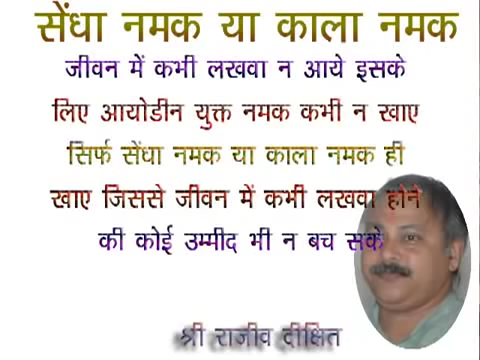 सेंधा नमक या काला नमक
जीवन में कभी लखवा न आये इसके
लिए आयोडीन युक्त नमक कभी न खाए
सिर्फ सेंधा नमक या काला नमक ही
खाए जिससे जीवन में कभी लखवा होने
की कोई उम्मीद भी न बच सके
श्री राजीव दीक्षित